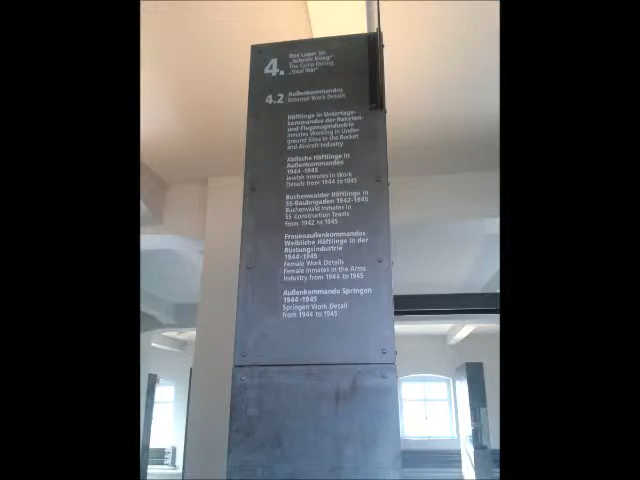 4.
Das Lager im
„totalen Krieg“
The Camp During
„Total War“
4.2
Außenkommandos
External Work Details
Häftlinge in Untertage-
kommandos der Raketen-
und Flugzeugindustrie
Inmates Working in Under-
ground Sites in the Rocket
and Aircraft Industry
Jüdische Häftlinge in
Außenkommandos
1944-1945
Jewish Inmates in Work
Details from 1944 to 1945
Buchenwalder Häftlinge in
SS-Baubrigaden 1942-1945
Buchenwald Inmates in
SS Construction Teams
from 1942 to 1945
Frauenaußenkommandos
Weibliche Häftlinge in der
Rüstungsindustrie
1944-1945
Female Work Details
Female Inmates in the Arms
Industry from 1944 to 1945
Außenkommando Springen
1944-1945
Springen Work Detail
from 1944 to 1945